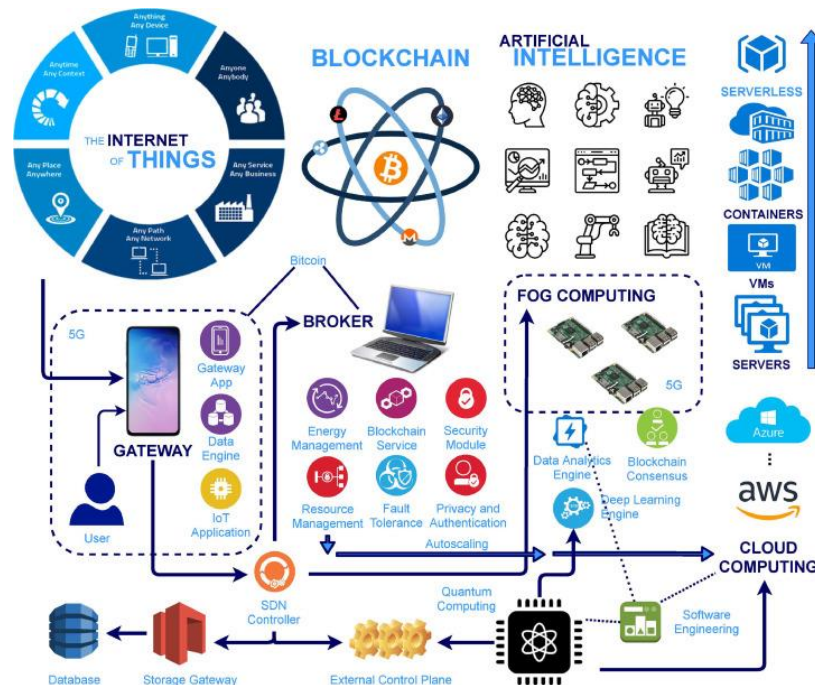 Anything
Any Device
Anyone
Anybody
Any Service
Any Business
Any Path
Any Network
Any Place
Anywhere
Anytime
Any Context
THE INTERNET
OF THINGS
BLOCKCHAIN
ARTIFICIAL
INTELLIGENCE
SERVERLESS
CONTAINERS
VM
VMs
SERVERS
Bitcoin
5G
GATEWAY
Gateway
App
Data
Engine
IoT
Application
User
BROKER
Energy
Management
Blockchain
Service
Security
Module
Resource
Management
Fault
Tolerance
Privacy and
Authentication
Autoscaling
FOG COMPUTING
5G
Data Analytics
Engine
Blockchain
Consensus
Deep Learning
Engine
Azure
aws
CLOUD
COMPUTING
SDN
Controller
Quantum
Computing
Software
Engineering
Database
Storage Gateway
External Control Plane